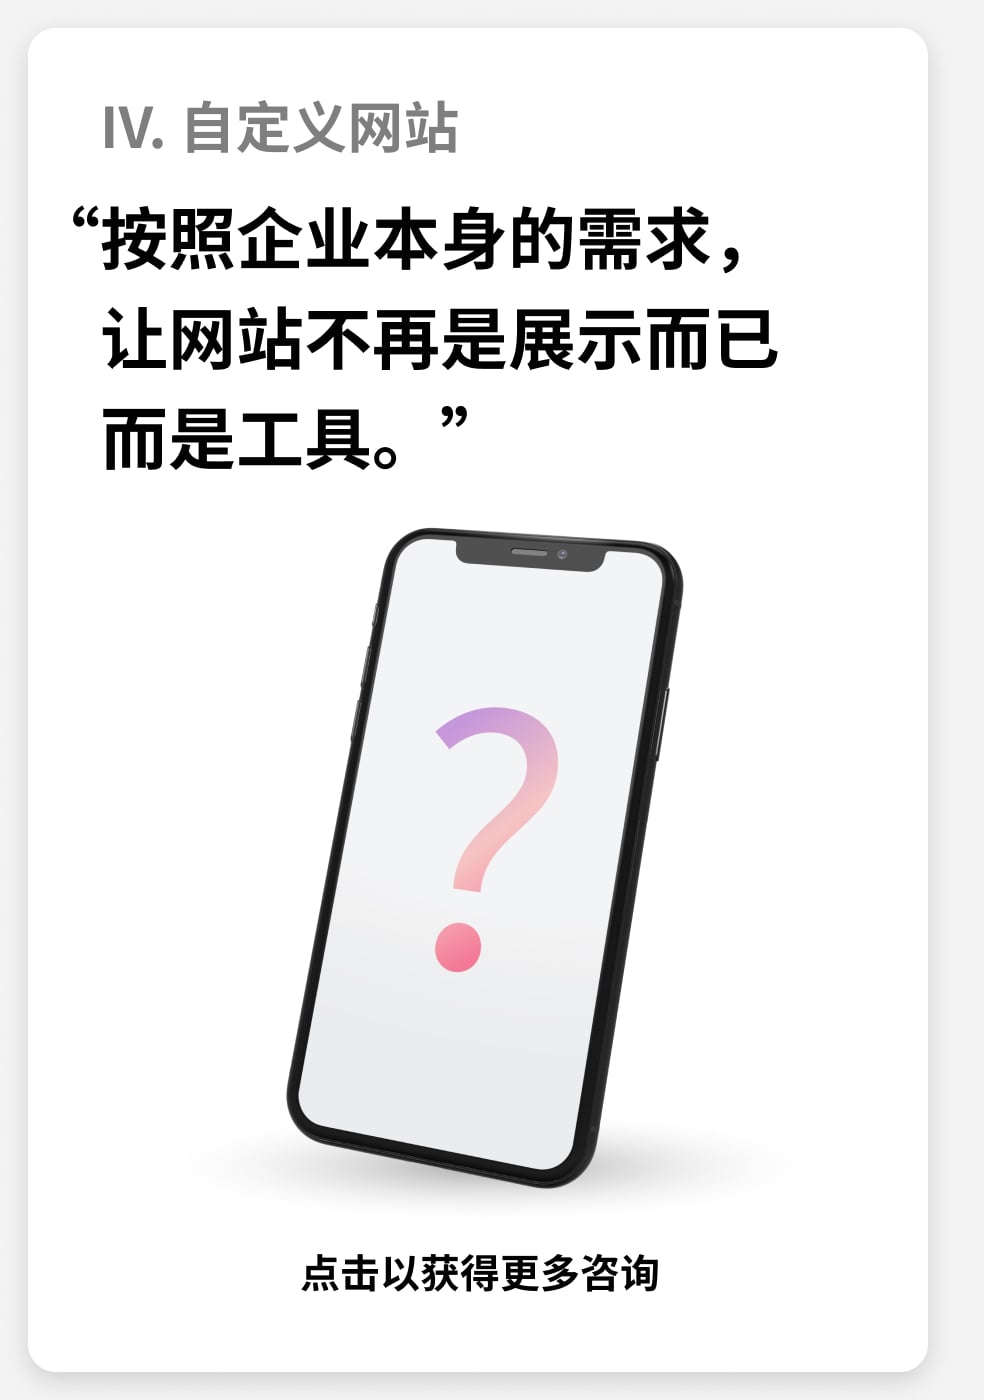 IV. 自定义网站
“按照企业本身的需求，
让网站不再是展示而已
而是工具。”
?
点击以获得更多咨询